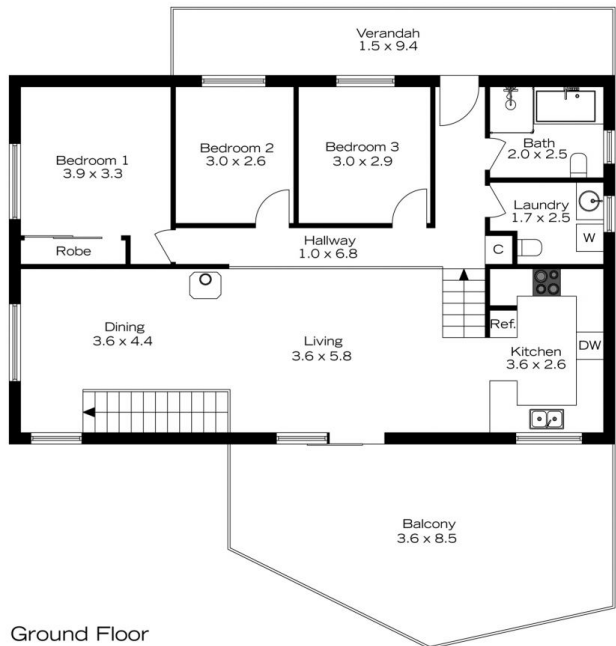 Verandah
1.5 x 9.4
Bedroom 1
3.9 x 3.3
Bedroom 2
3.0 x 2.6
Bedroom 3
3.0 x 2.9
Bath
2.0 x 2.5
Laundry
1.7 x 2.5
W
C
Robe
Hallway
1.0 x 6.8
Dining
3.6 x 4.4
Living
3.6 x 5.8
Ref.
DW
Kitchen
3.6 x 2.6
Balcony
3.6 x 8.5
Ground Floor